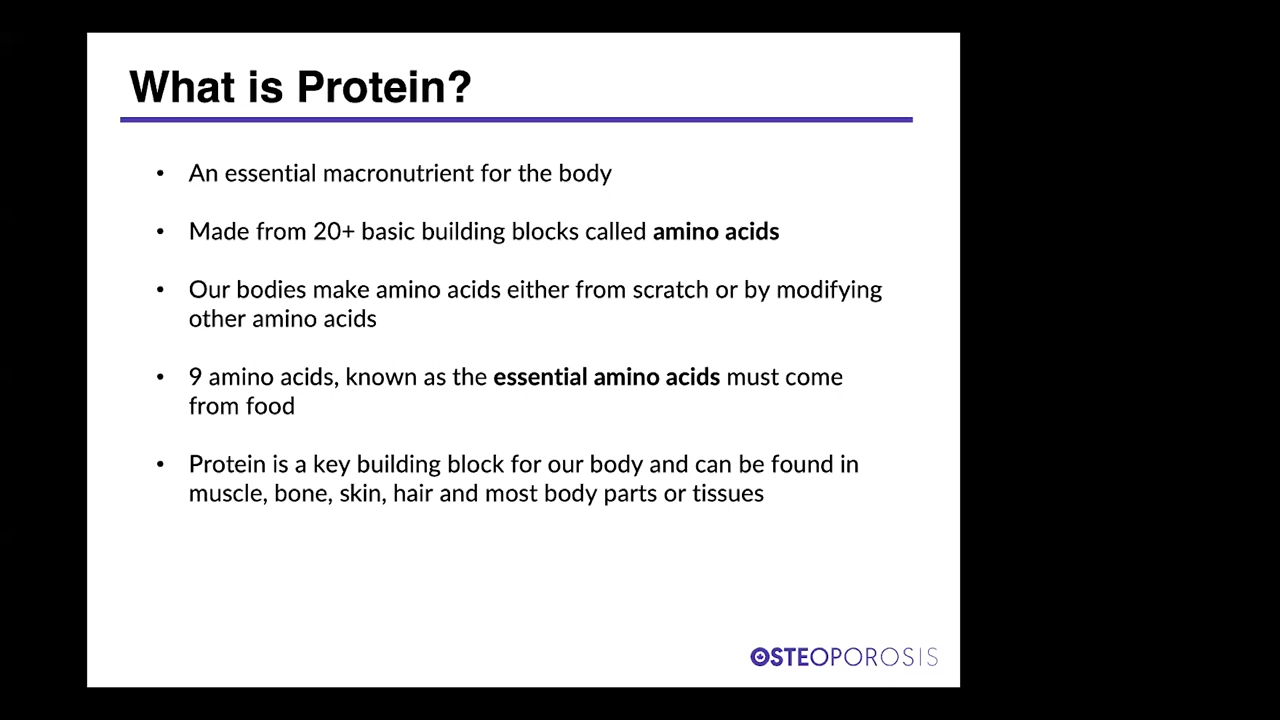 What is Protein?
• An essential macronutrient for the body
• Made from 20+ basic building blocks called amino acids
• Our bodies make amino acids either from scratch or by modifying
other amino acids
• 9 amino acids, known as the essential amino acids must come
from food
• Protein is a key building block for our body and can be found in
muscle, bone, skin, hair and most body parts or tissues
OSTEOPOROSIS